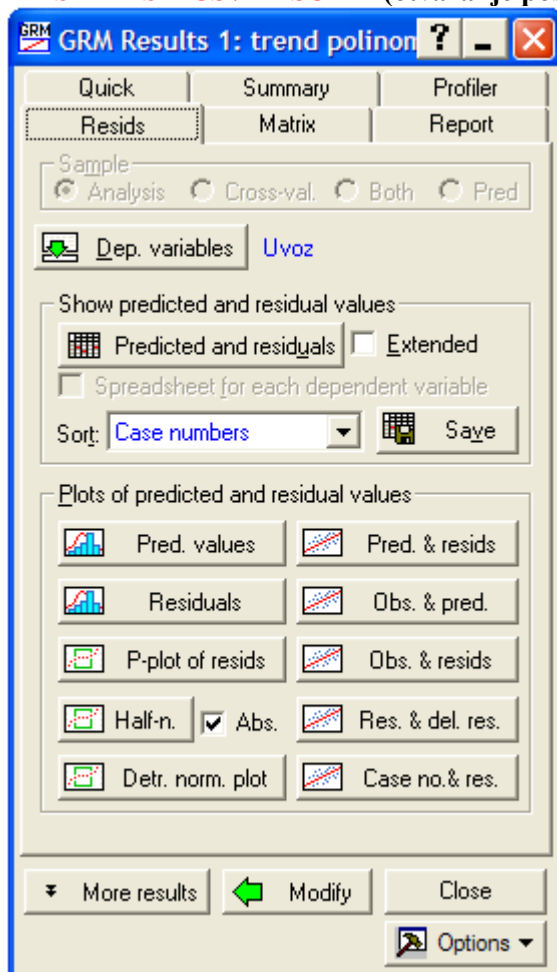 GRM GRM Results 1: trend polinom
Quick Summary Profiler
Resids Matrix Report
Sample
Analysis Cross-val. Both Pred
Dep. variables Uvoz
Show predicted and residual values
Predicted and residuals Extended
Spreadsheet for each dependent variable
Sort: Case numbers Save
Plots of predicted and residual values
Pred. values Pred. & resids
Residuals Obs. & pred.
P-plot of resids Obs. & resids
Half-n. Abs. Res. & del. res.
Detr. norm. plot Case no.& res.
More results Modify Close
Options